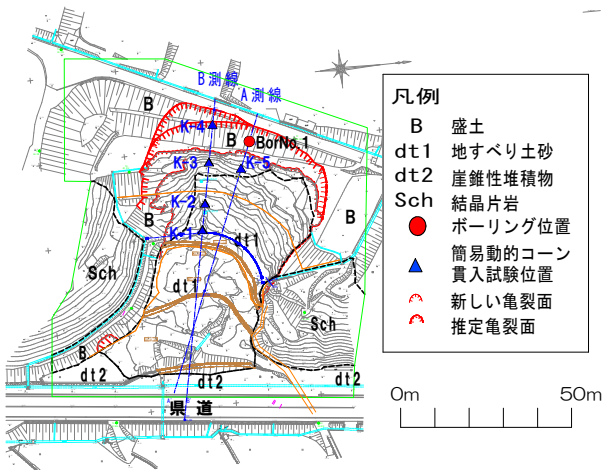 B測線
A測線
B
K-4
B
BorNo.1
K-3
K-5
K-2
B
B
K-1
dt1
Sch
dt1
Sch
B
dt2
dt2
dt2
県道
凡例
B 盛土
dt1 地すべり土砂
dt2 崖錐性堆積物
Sch 結晶片岩
ボーリング位置
簡易動的コーン
貫入試験位置
新しい亀裂面
推定亀裂面
0m 50m